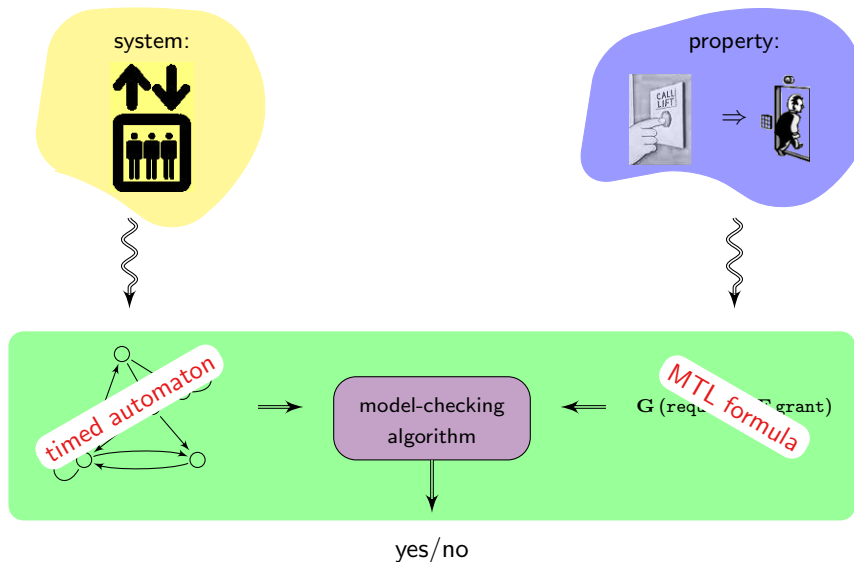 system:
property:
CALL
LIFT
⇒
timed automaton
model-checking
algorithm
G (requ F grant)
MTL formula
yes/no